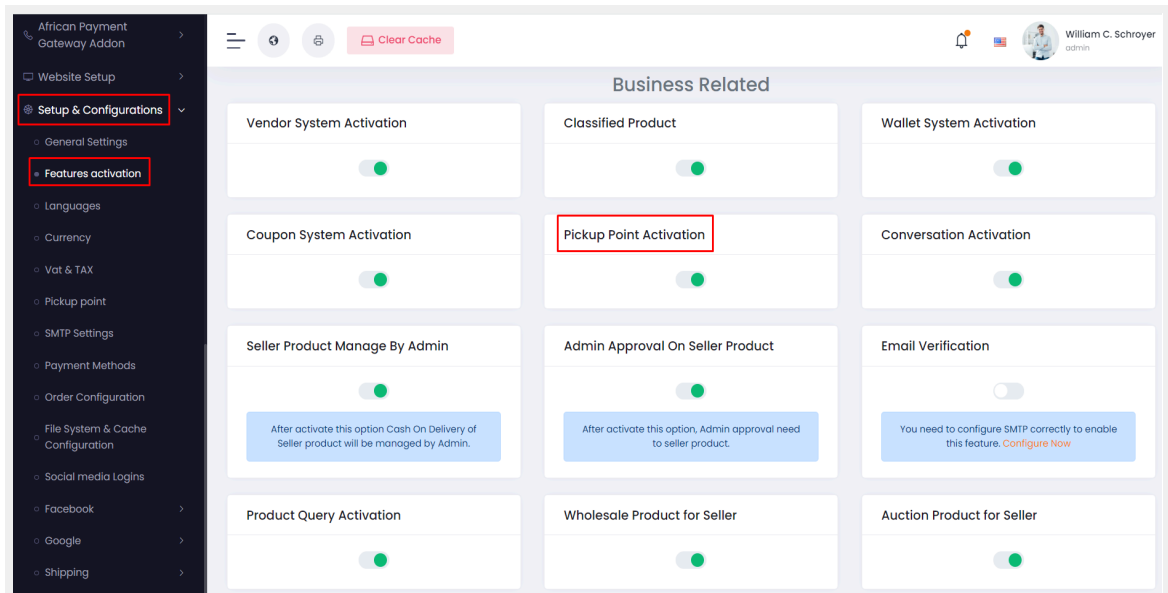 African Payment
Gateway Addon
Website Setup
Setup & Configurations
General Settings
Features activation
Languages
Currency
Vat & TAX
Pickup point
SMTP Settings
Payment Methods
Order Configuration
File System & Cache
Configuration
Social media Logins
Facebook
Google
Shipping
Clear Cache
William C. Schroyer
admin
Business Related
Vendor System Activation
Classified Product
Wallet System Activation
Coupon System Activation
Pickup Point Activation
Conversation Activation
Seller Product Manage By Admin
After activate this option Cash On Delivery of
Seller product will be managed by Admin.
Admin Approval On Seller Product
After activate this option, Admin approval need
to seller product.
Email Verification
You need to configure SMTP correctly to enable
this feature. Configure Now
Product Query Activation
Wholesale Product for Seller
Auction Product for Seller